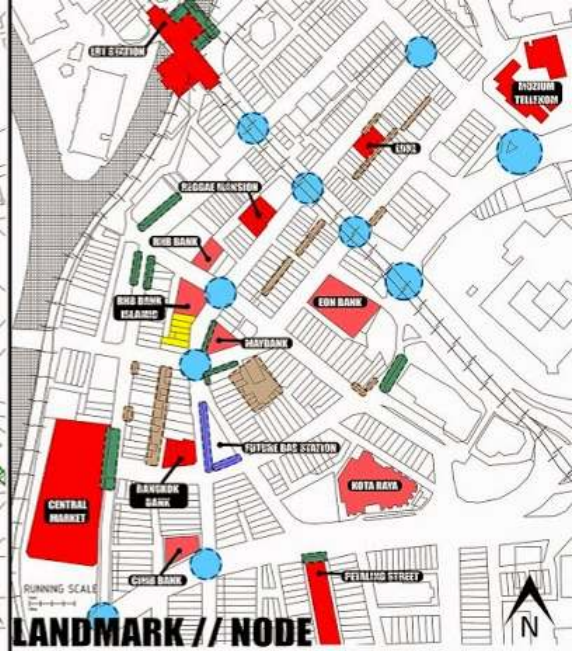 LRT STATION
MUZIUM
TELLEKOM
REGGAE MANSION
RHB BANK
RHB BANK
ISLAMIC
EON BANK
MAYBANK
FUTURE BAS STATION
KOTA RAYA
BANGKOK
BANK
CENTRAL
MARKET
CIMB BANK
PETALING STREET
RUNNING SCALE
LANDMARK // NODE
N